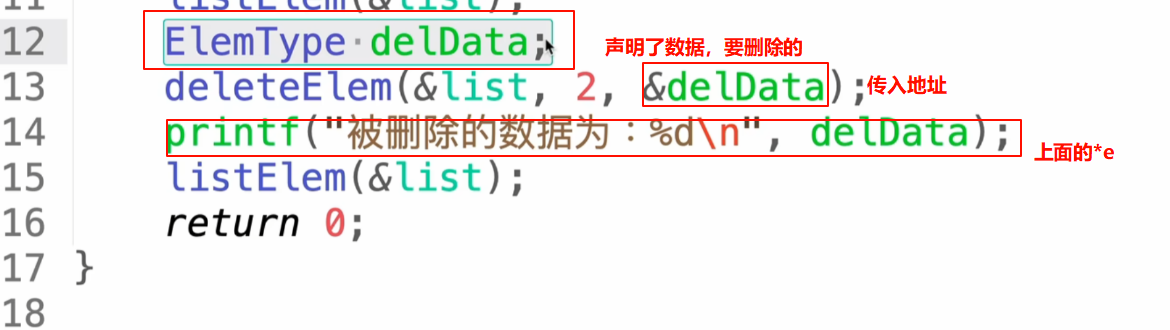 11 listElem(&list);
12 ElemType delData;
声明了数据，要删除的
13 deleteElem(&list, 2, &delData);
传入地址
14 printf("被删除的数据为：%d\n", delData);
上面的*e
15 listElem(&list);
16 return 0;
17 }
18